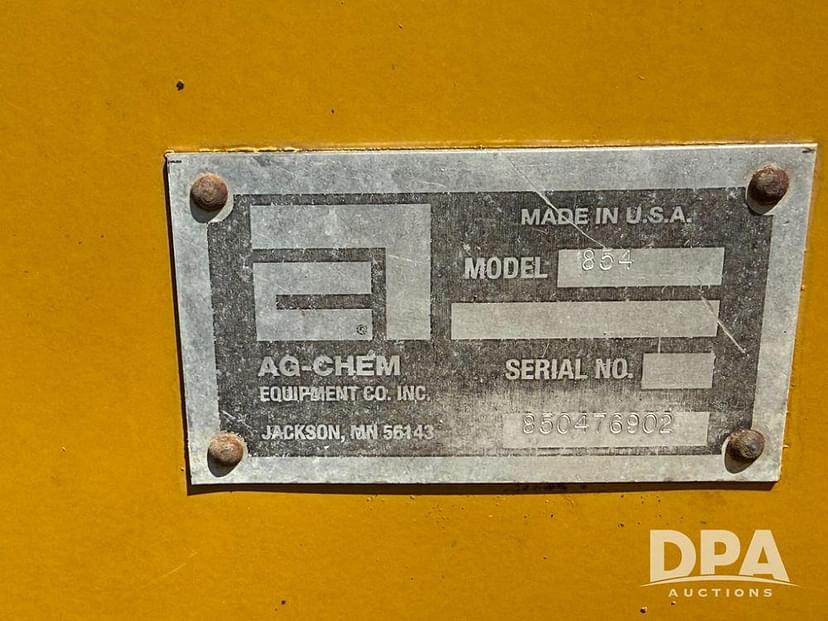 MADE IN U.S.A.
MODEL 854
®
AG-CHEM
EQUIPMENT CO. INC.
JACKSON, MN 56143
SERIAL NO.
850476902
DPA
AUCTIONS